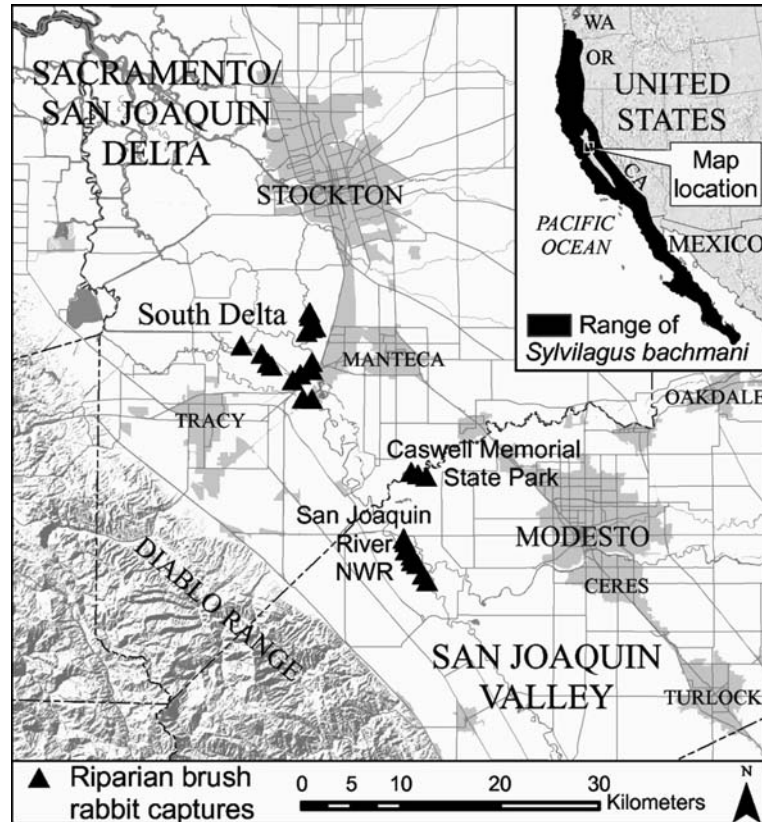 SACRAMENTO/
SAN JOAQUIN
DELTA
STOCKTON
South Delta
MANTECA
TRACY
OAKDALE
Caswell Memorial
State Park
San Joaquin
River
NWR
MODESTO
CERES
DIABLO RANGE
SAN JOAQUIN
VALLEY
TURLOCK
WA
OR
UNITED
STATES
Map
location
CA
PACIFIC
OCEAN
MEXICO
Range of
Sylvilagus bachmani
Riparian brush
rabbit captures
0 5 10 20 30
Kilometers
N